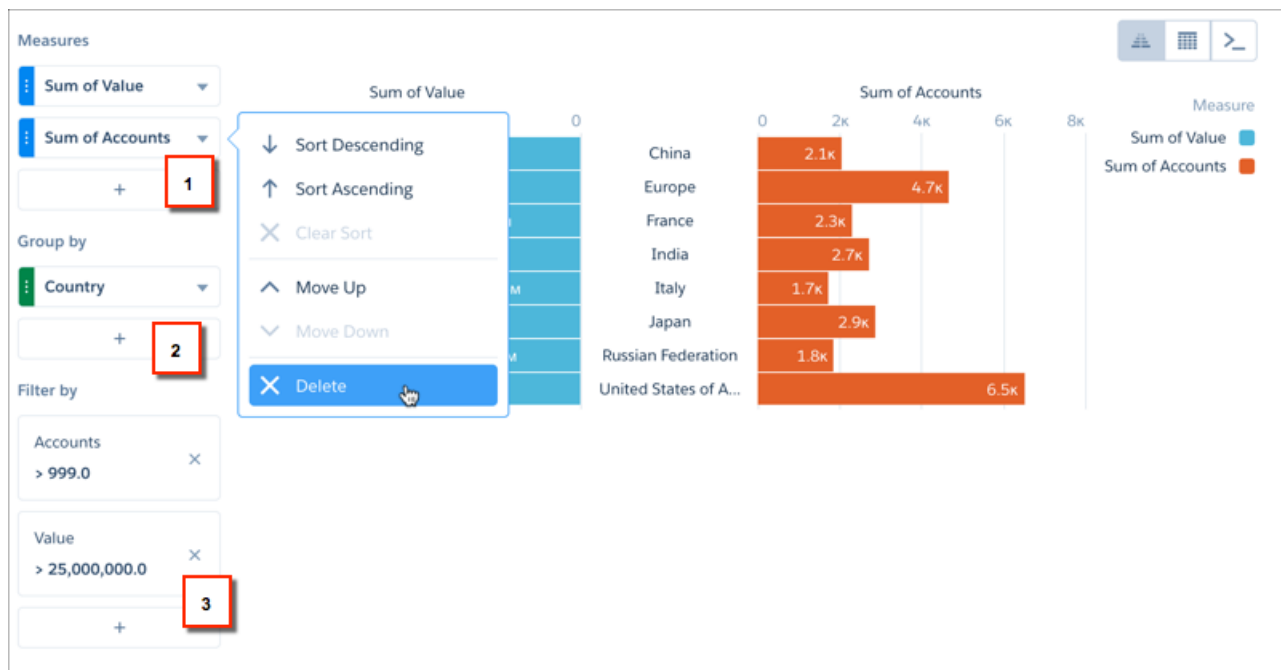 Measures
Sum of Value
Sum of Accounts
1
+
Group by
Country
+
2
Filter by
Accounts
> 999.0
Value
> 25,000,000.0
3
+
Sort Descending
Sort Ascending
Clear Sort
Move Up
Move Down
Delete
Sum of Value
0
M
M
China
Europe
France
India
Italy
Japan
Russian Federation
United States of A...
Sum of Accounts
0 2K 4K 6K 8K
2.1K
4.7K
2.3K
2.7K
1.7K
2.9K
1.8K
6.5K
>_
Measure
Sum of Value
Sum of Accounts